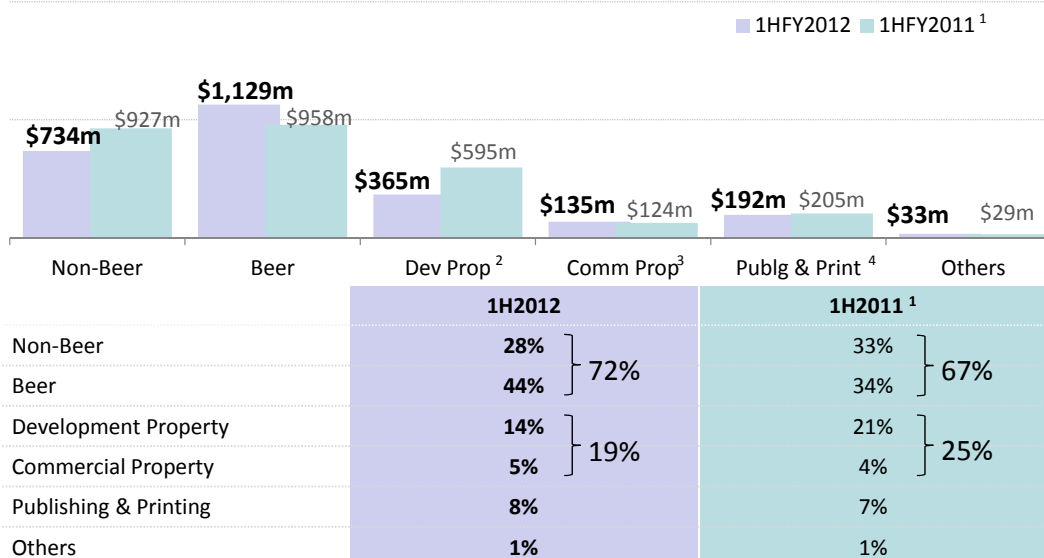 1HFY2012 1HFY2011 1
$1,129m
$927m $958m
$734m
$595m
$365m
$135m $124m $192m $205m $33m $29m
Non-Beer Beer Dev Prop 2 Comm Prop3 Publg & Print 4 Others
1H2012 1H2011 1
Non-Beer 28% 33%
72% 67%
Beer 44% 34%
Development Property 14% 21%
19% 25%
Commercial Property 5% 4%
Publishing & Printing 8% 7%
Others 1% 1%